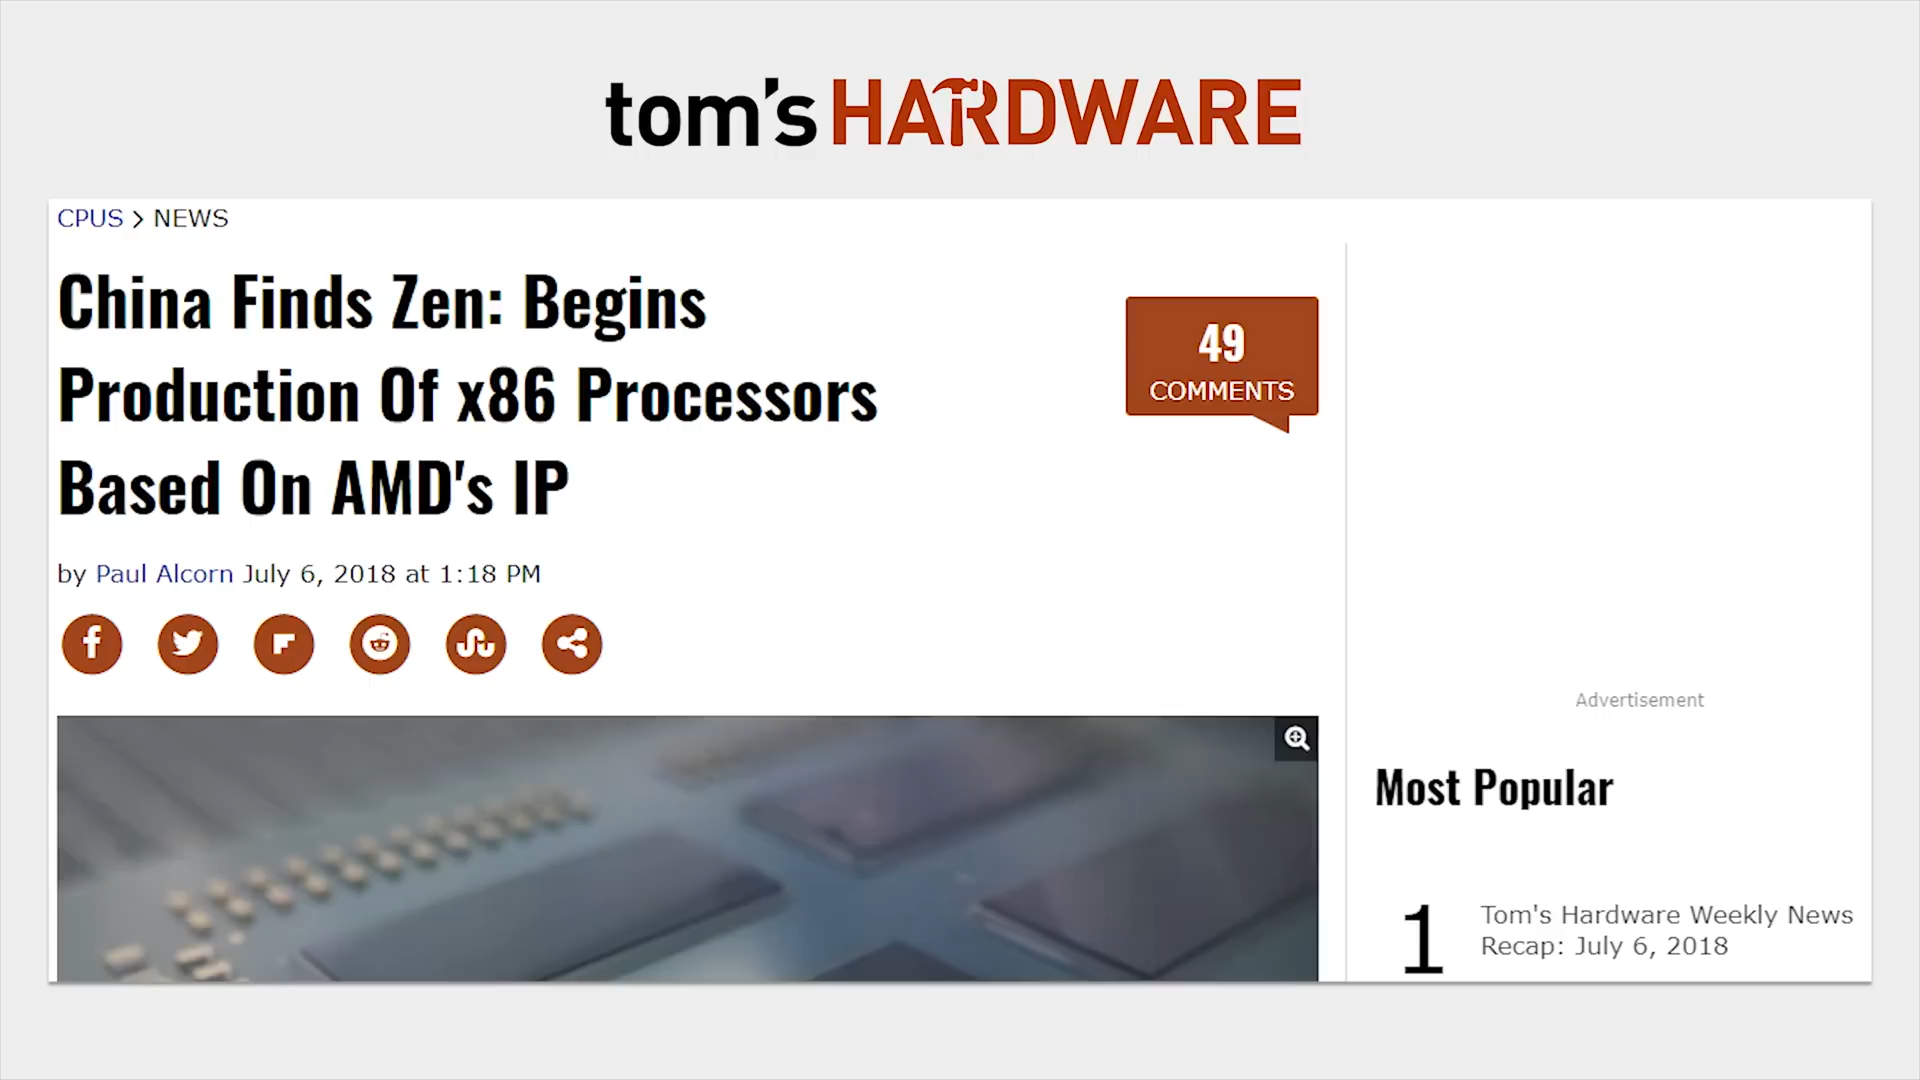 tom's HARDWARE
CPUS > NEWS
China Finds Zen: Begins
Production Of x86 Processors
Based On AMD's IP
49
COMMENTS
by Paul Alcorn July 6, 2018 at 1:18 PM
Advertisement
Most Popular
1
Tom's Hardware Weekly News
Recap: July 6, 2018